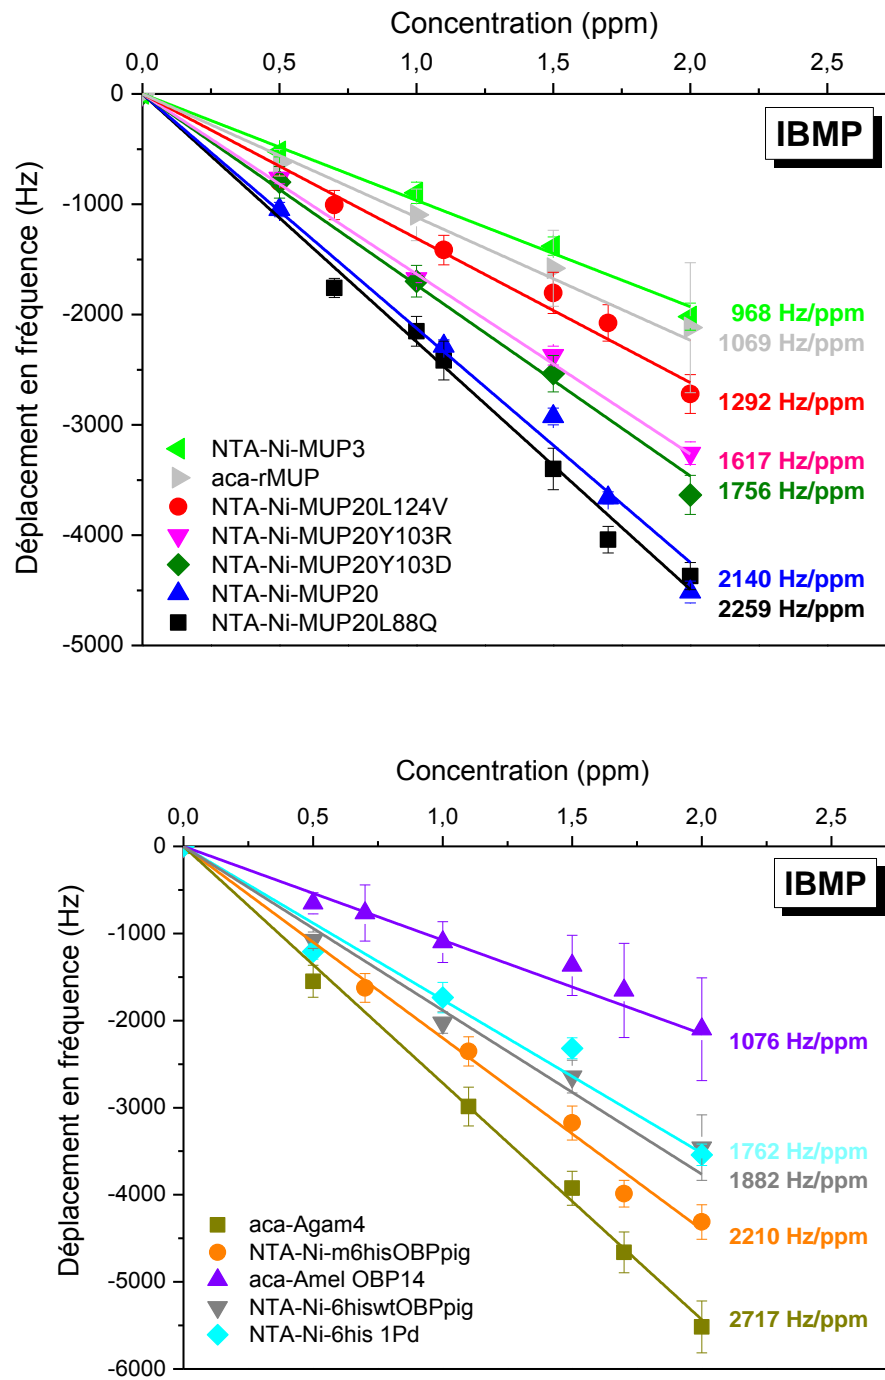 Concentration (ppm)
0,0 0,5 1,0 1,5 2,0 2,5
0
-1000
-2000
-3000
-4000
-5000
Déplacement en fréquence (Hz)
IBMP
968 Hz/ppm
1069 Hz/ppm
1292 Hz/ppm
1617 Hz/ppm
1756 Hz/ppm
2140 Hz/ppm
2259 Hz/ppm
NTA-Ni-MUP3
aca-rMUP
NTA-Ni-MUP20L124V
NTA-Ni-MUP20Y103R
NTA-Ni-MUP20Y103D
NTA-Ni-MUP20
NTA-Ni-MUP20L88Q
Concentration (ppm)
0,0 0,5 1,0 1,5 2,0 2,5
0
-1000
-2000
-3000
-4000
-5000
-6000
Déplacement en fréquence (Hz)
IBMP
1076 Hz/ppm
1762 Hz/ppm
1882 Hz/ppm
2210 Hz/ppm
2717 Hz/ppm
aca-Agam4
NTA-Ni-m6hisOBPpig
aca-Amel OBP14
NTA-Ni-6hiswtOBPpig
NTA-Ni-6his 1Pd